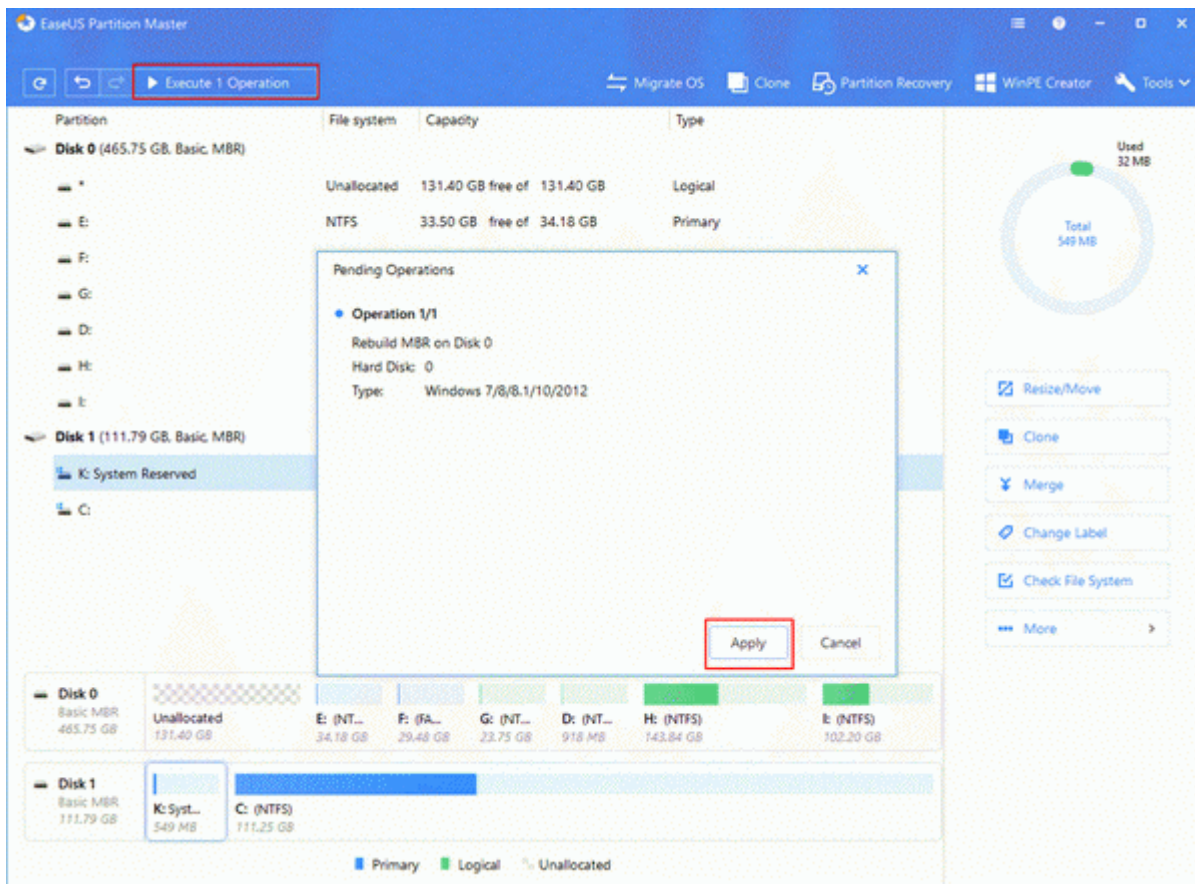 EaseUS Partition Master
Execute 1 Operation
Migrate OS
Clone
Partition Recovery
WinPE Creator
Tools
Partition File system Capacity Type
Disk 0 (465.75 GB, Basic, MBR)
* Unallocated 131.40 GB free of 131.40 GB Logical
E: NTFS 33.50 GB free of 34.18 GB Primary
F:
G:
D:
H:
I:
Disk 1 (111.79 GB, Basic, MBR)
K: System Reserved
C:
Pending Operations
Operation 1/1
Rebuild MBR on Disk 0
Hard Disk: 0
Type: Windows 7/8/8.1/10/2012
Apply
Cancel
Used
32 MB
Total
549 MB
Resize/Move
Clone
Merge
Change Label
Check File System
More
Disk 0
Basic MBR
465.75 GB
Unallocated
131.40 GB
E: (NT...
34.18 GB
F: (FA...
29.48 GB
G: (NT...
23.75 GB
D: (NT...
918 MB
H: (NTFS)
143.84 GB
I: (NTFS)
102.20 GB
Disk 1
Basic MBR
111.79 GB
K: Syst...
549 MB
C: (NTFS)
111.25 GB
Primary
Logical
Unallocated